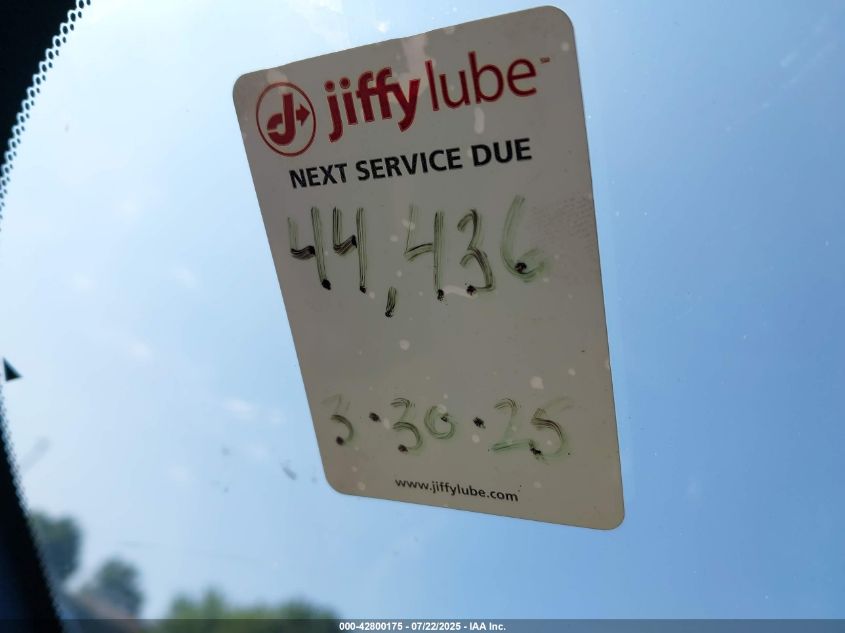 jiffy lube
NEXT SERVICE DUE
44,436
3·30·25
www.jiffylube.com
000-42800175 - 07/22/2025 - IAA Inc.